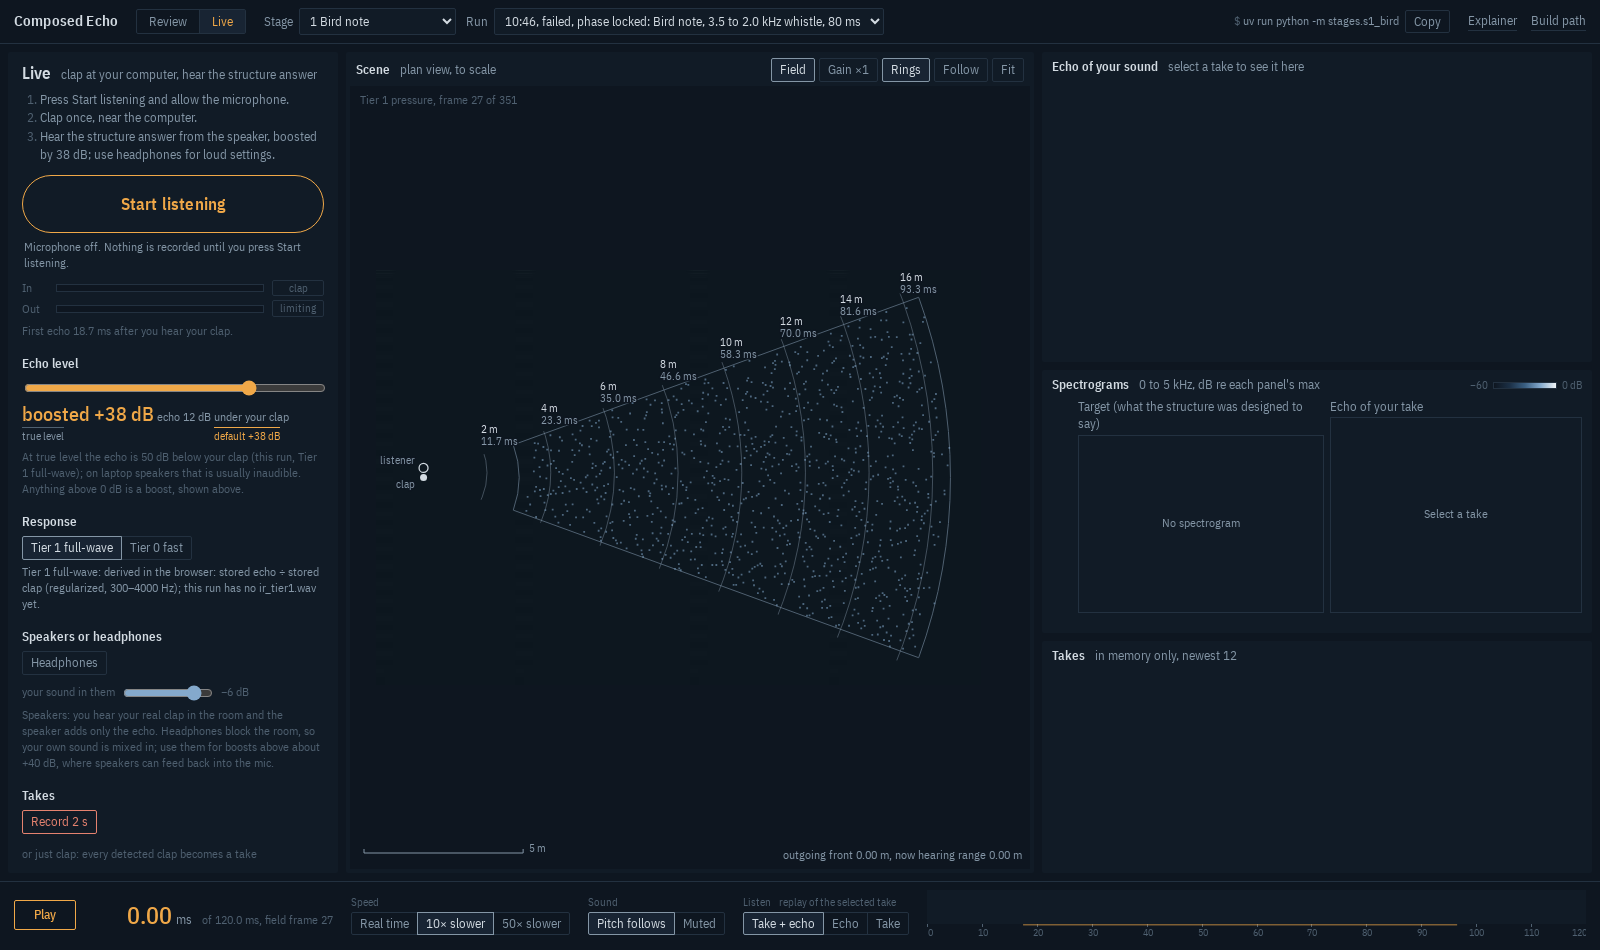 Composed Echo Review Live Stage 1 Bird note Run 10:46, failed, phase locked: Bird note, 3.5 to 2.0 kHz whistle, 80 ms $ uv run python -m stages.s1_bird Copy Explainer Build path
Live clap at your computer, hear the structure answer
1. Press Start listening and allow the microphone.
2. Clap once, near the computer.
3. Hear the structure answer from the speaker, boosted
by 38 dB; use headphones for loud settings.
Start listening
Microphone off. Nothing is recorded until you press Start
listening.
In clap
Out limiting
First echo 18.7 ms after you hear your clap.
Echo level
boosted +38 dB echo 12 dB under your clap
true level default +38 dB
At true level the echo is 50 dB below your clap (this run, Tier
1 full-wave); on laptop speakers that is usually inaudible.
Anything above 0 dB is a boost, shown above.
Response
Tier 1 full-wave Tier 0 fast
Tier 1 full-wave: derived in the browser: stored echo ÷ stored
clap (regularized, 300–4000 Hz); this run has no ir_tier1.wav
yet.
Speakers or headphones
Headphones
your sound in them −6 dB
Speakers: you hear your real clap in the room and the
speaker adds only the echo. Headphones block the room, so
your own sound is mixed in; use them for boosts above about
+40 dB, where speakers can feed back into the mic.
Takes
Record 2 s
or just clap: every detected clap becomes a take
Scene plan view, to scale Field Gain ×1 Rings Follow Fit
Tier 1 pressure, frame 27 of 351
16 m
93.3 ms
14 m
81.6 ms
12 m
70.0 ms
10 m
58.3 ms
8 m
46.6 ms
6 m
35.0 ms
4 m
23.3 ms
2 m
11.7 ms
listener
clap
5 m
outgoing front 0.00 m, now hearing range 0.00 m
Echo of your sound select a take to see it here
Spectrograms 0 to 5 kHz, dB re each panel's max −60 0 dB
Target (what the structure was designed to
say)
Echo of your take
No spectrogram
Select a take
Takes in memory only, newest 12
Play 0.00 ms of 120.0 ms, field frame 27
Speed
Real time 10× slower 50× slower
Sound
Pitch follows Muted
Listen replay of the selected take
Take + echo Echo Take
0 10 20 30 40 50 60 70 80 90 100 110 120